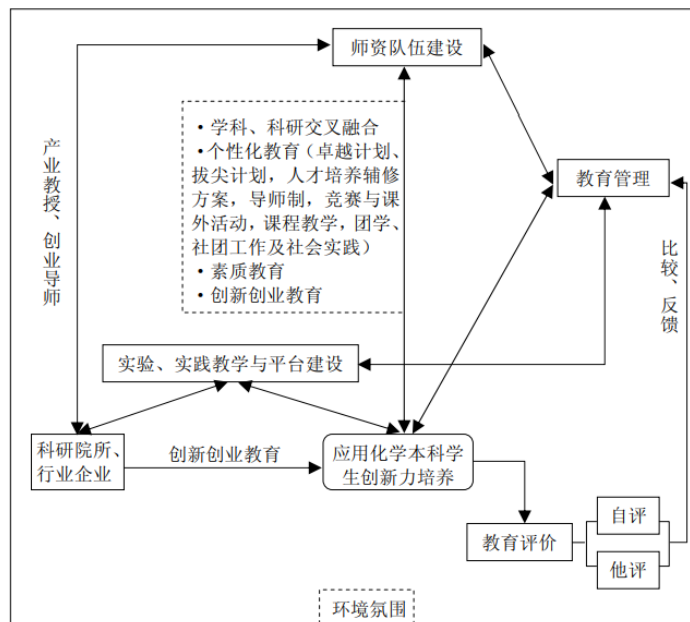 师资队伍建设
·学科、科研交叉融合
·个性化教育（卓越计划、
拔尖计划，人才培养辅修
方案，导师制，竞赛与课
外活动，课程教学，团学、
社团工作及社会实践）
·素质教育
·创新创业教育
产业教授、创业导师
教育管理
比较、反馈
实验、实践教学与平台建设
科研院所、
行业企业
创新创业教育
应用化学本科学
生创新力培养
教育评价
自评
他评
环境氛围